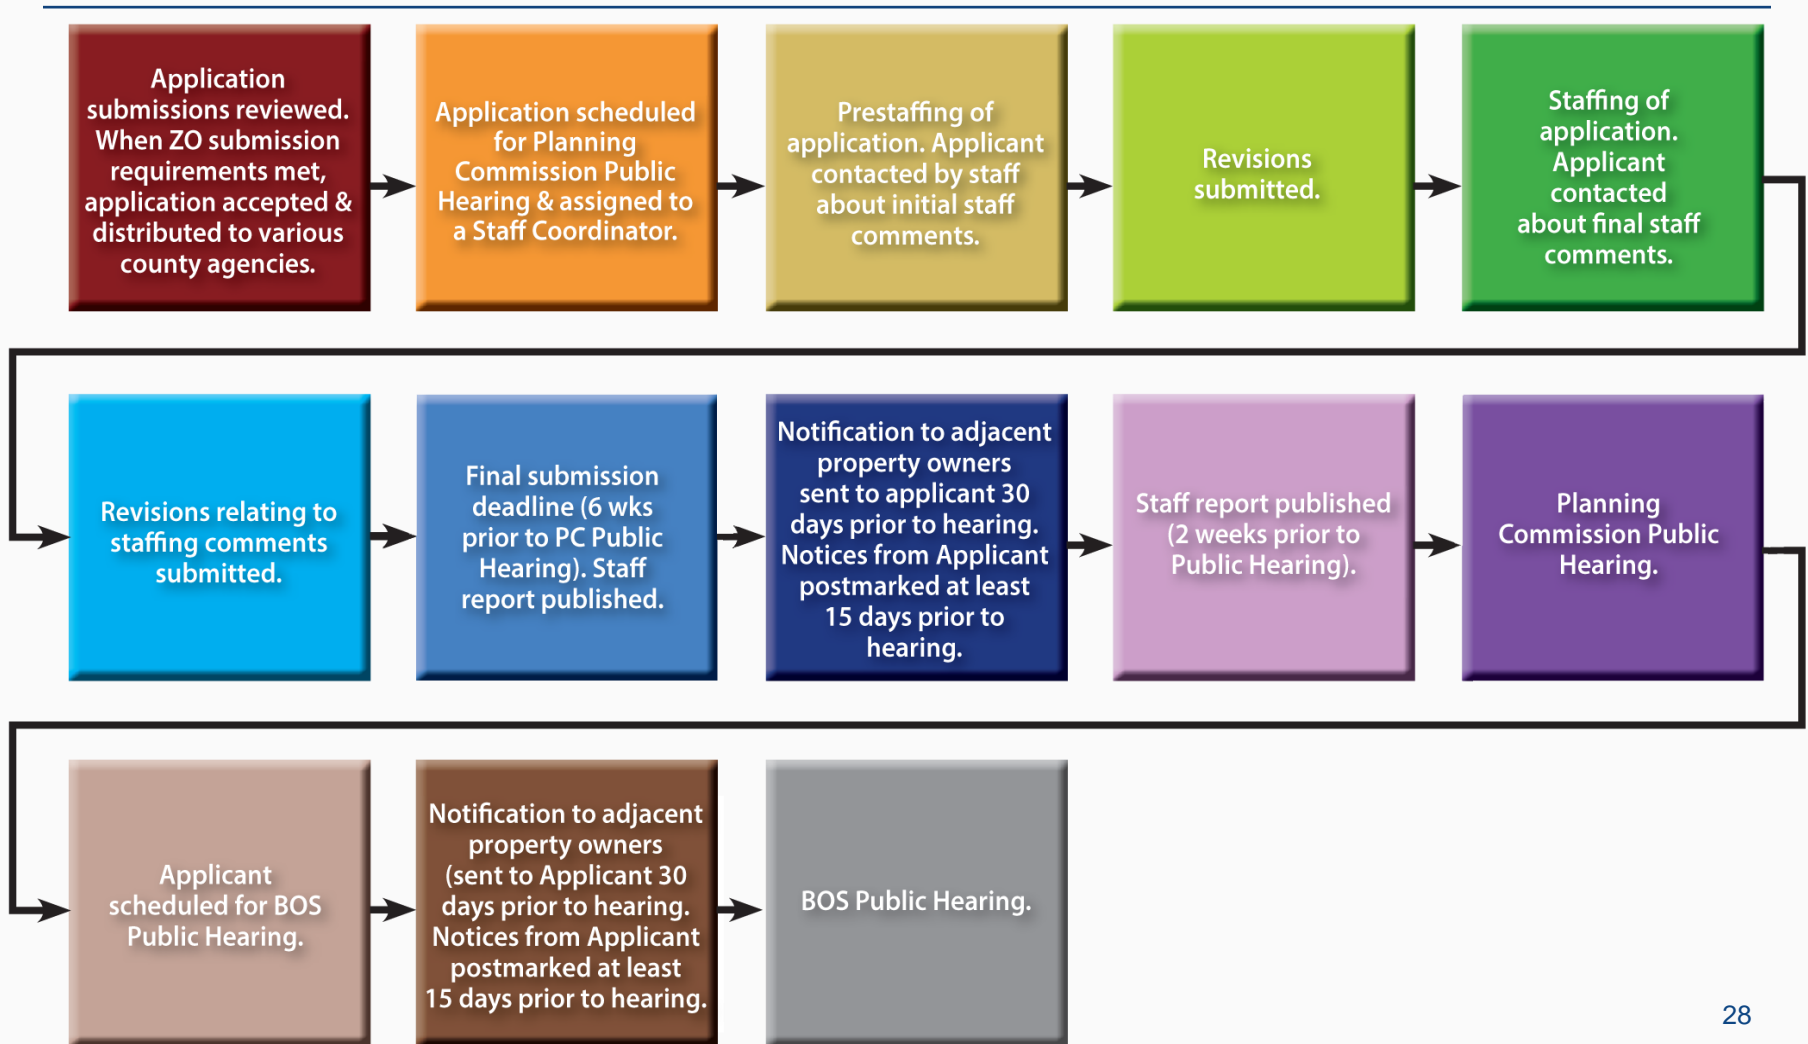 Application
submissions reviewed.
When ZO submission
requirements met,
application accepted &
distributed to various
county agencies.
Application scheduled
for Planning
Commission Public
Hearing & assigned to
a Staff Coordinator.
Prestaffing of
application. Applicant
contacted by staff
about initial staff
comments.
Revisions
submitted.
Staffing of
application.
Applicant
contacted
about final staff
comments.
Revisions relating to
staffing comments
submitted.
Final submission
deadline (6 wks
prior to PC Public
Hearing). Staff
report published.
Notification to adjacent
property owners
sent to applicant 30
days prior to hearing.
Notices from Applicant
postmarked at least
15 days prior to
hearing.
Staff report published
(2 weeks prior to
Public Hearing).
Planning
Commission Public
Hearing.
Applicant
scheduled for BOS
Public Hearing.
Notification to adjacent
property owners
(sent to Applicant 30
days prior to hearing.
Notices from Applicant
postmarked at least
15 days prior to hearing.
BOS Public Hearing.
28